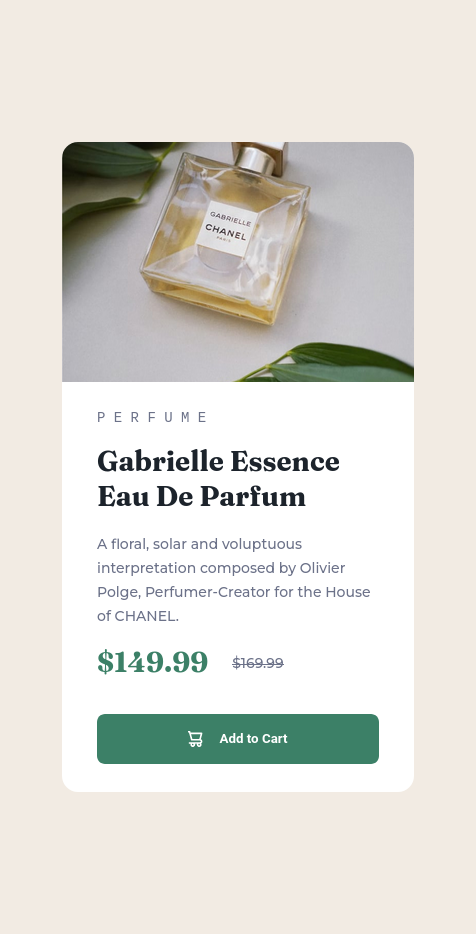 GABRIELLE
CHANEL
PARIS
PERFUME
Gabrielle Essence
Eau De Parfum
A floral, solar and voluptuous
interpretation composed by Olivier
Polge, Perfumer-Creator for the House
of CHANEL.
$149.99 $169.99
Add to Cart